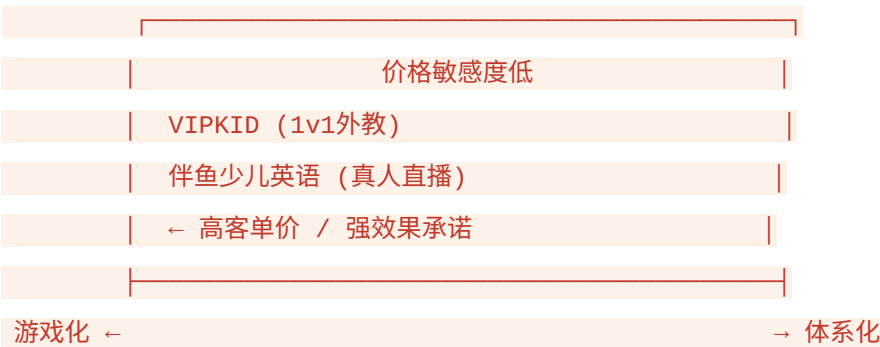 价格敏感度低
VIPKID (1v1外教)
伴鱼少儿英语 (真人直播)
← 高客单价 / 强效果承诺
游戏化 ← → 体系化